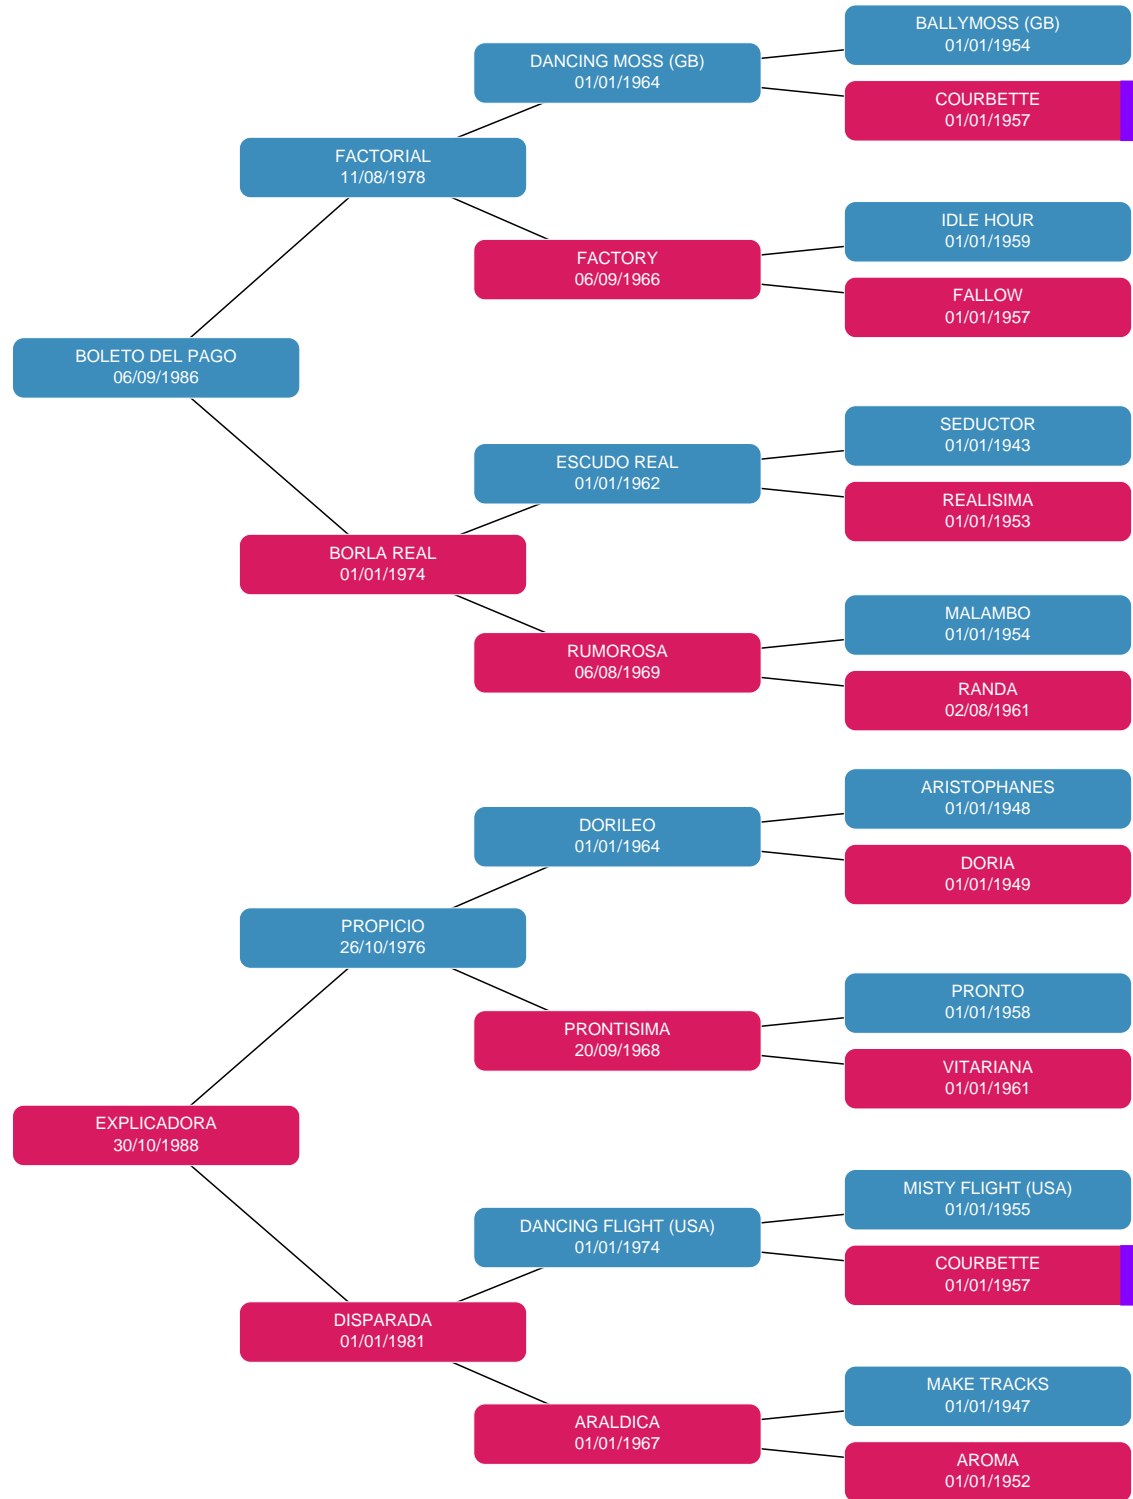 BALLYMOSS (GB)
01/01/1954
DANCING MOSS (GB)
01/01/1964
COURBETTE
01/01/1957
FACTORIAL
11/08/1978
IDLE HOUR
01/01/1959
FACTORY
06/09/1966
FALLOW
01/01/1957
BOLETO DEL PAGO
06/09/1986
SEDUCTOR
01/01/1943
ESCUDO REAL
01/01/1962
REALISIMA
01/01/1953
BORLA REAL
01/01/1974
MALAMBO
01/01/1954
RUMOROSA
06/08/1969
RANDA
02/08/1961
ARISTOPHANES
01/01/1948
DORILEO
01/01/1964
DORIA
01/01/1949
PROPICIO
26/10/1976
PRONTO
01/01/1958
PRONTISIMA
20/09/1968
VITARIANA
01/01/1961
EXPLICADORA
30/10/1988
MISTY FLIGHT (USA)
01/01/1955
DANCING FLIGHT (USA)
01/01/1974
COURBETTE
01/01/1957
DISPARADA
01/01/1981
MAKE TRACKS
01/01/1947
ARALDICA
01/01/1967
AROMA
01/01/1952